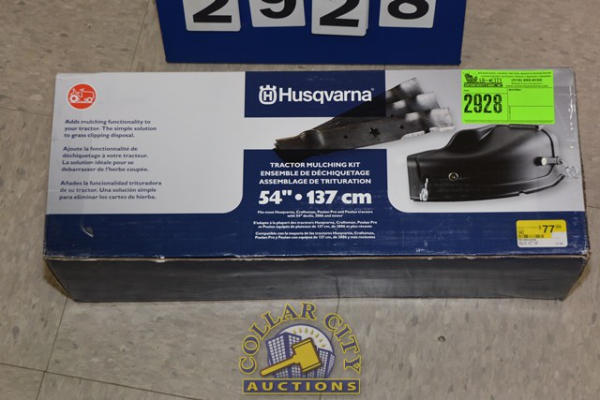 2928
Husqvarna
Adds mulching functionality to
your tractor. The simple solution
to grass clipping disposal.
Ajoute la fonctionnalité de
déchiquetage à votre tracteur.
La solution idéale pour se
débarrasser de l'herbe coupée.
Añades la funcionalidad trituradora
de su tractor. Una solución simple
para eliminar los cortes de hierba.
TRACTOR MULCHING KIT
ENSEMBLE DE DÉCHIQUETAGE
ASSEMBLAGE DE TRITURATION
54" • 137 cm
2928
$77
COLLAR CITY
AUCTIONS